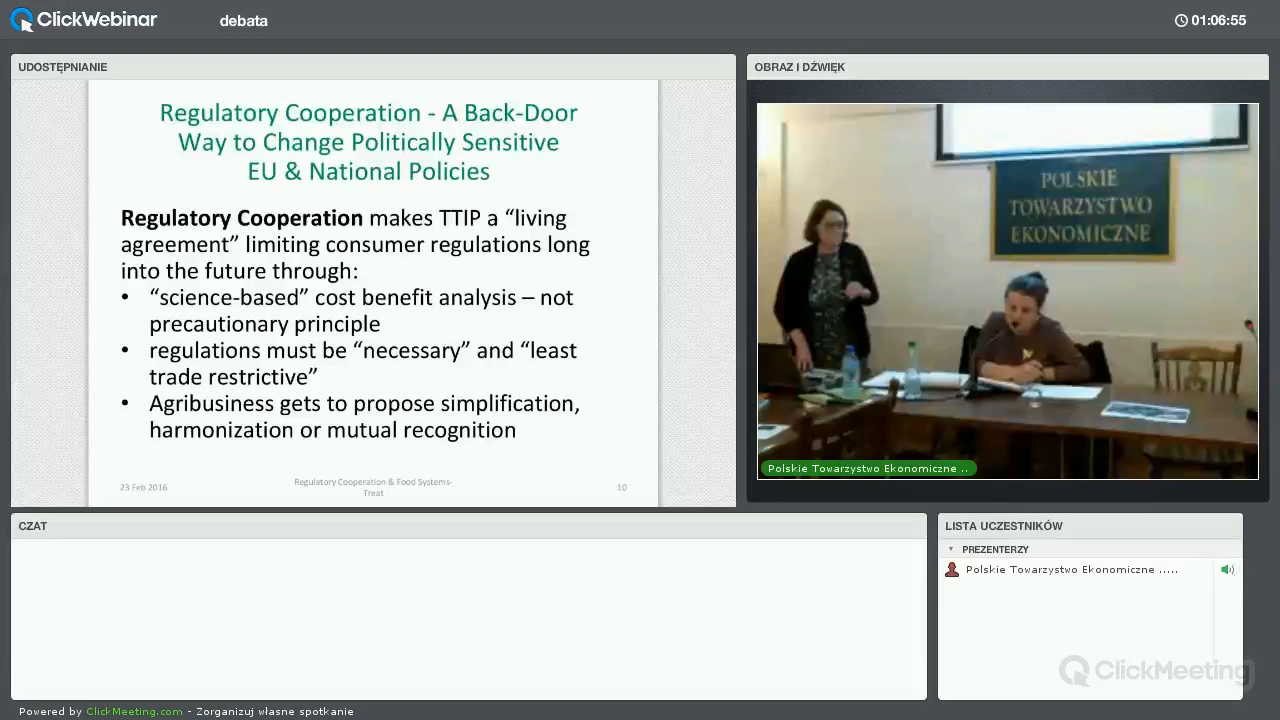 ClickWebinar
debata
01:06:55
UDOSTĘPNIANIE
Regulatory Cooperation - A Back-Door
Way to Change Politically Sensitive
EU & National Policies
Regulatory Cooperation makes TTIP a “living
agreement” limiting consumer regulations long
into the future through:
• “science-based” cost benefit analysis – not
precautionary principle
• regulations must be “necessary” and “least
trade restrictive”
• Agribusiness gets to propose simplification,
harmonization or mutual recognition
23 Feb 2016
Regulatory Cooperation & Food Systems-
Treat
10
OBRAZ I DŹWIĘK
POLSKIE
TOWARZYSTWO
EKONOMICZNE
Polskie Towarzystwo Ekonomiczne ..
CZAT
LISTA UCZESTNIKÓW
PREZENTERZY
Polskie Towarzystwo Ekonomiczne .....
ClickMeeting
Powered by ClickMeeting.com - Zorganizuj własne spotkanie